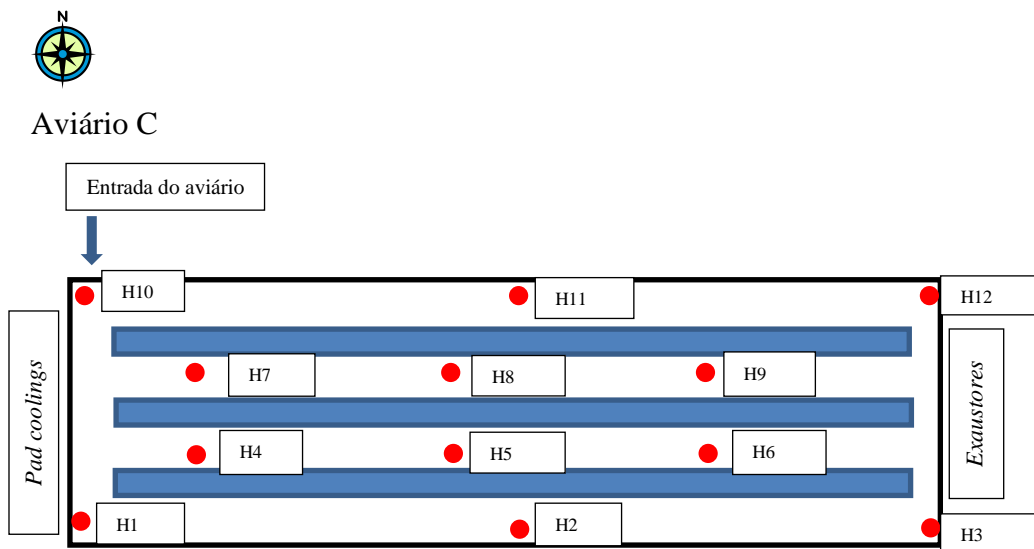 N
Aviário C
Entrada do aviário
H10
H11
H12
Pad coolings
H7
H8
H9
Exaustores
H4
H5
H6
H1
H2
H3